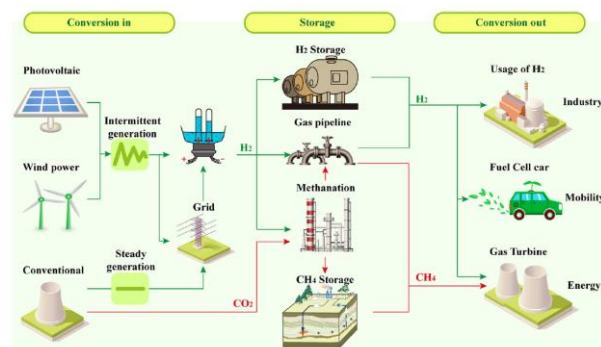 Conversion in
Storage
Conversion out
Photovoltaic
Intermittent
generation
Wind power
Conventional
Steady
generation
Grid
- +
H2
CO2
H2 Storage
Gas pipeline
Methanation
CH4 Storage
H2
CH4
Usage of H2
Industry
Fuel Cell car
Mobility
Gas Turbine
Energy